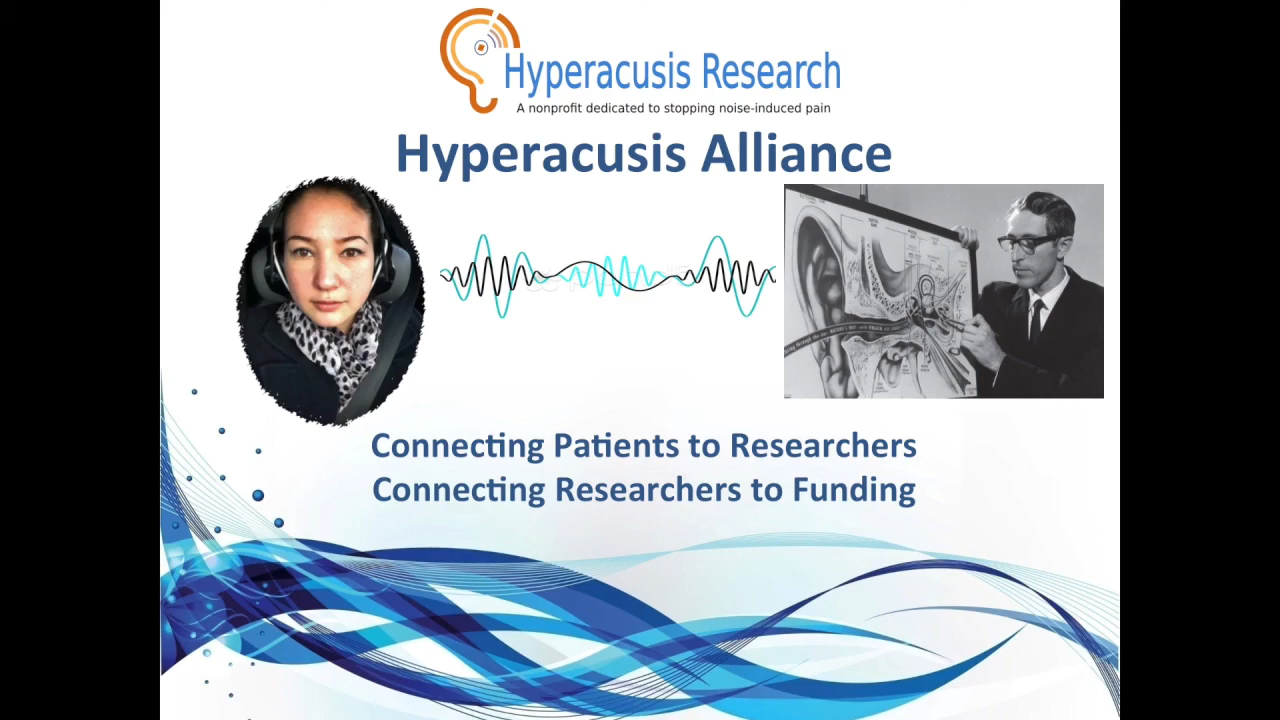 Hyperacusis Research
A nonprofit dedicated to stopping noise-induced pain
Hyperacusis Alliance
Connecting Patients to Researchers
Connecting Researchers to Funding